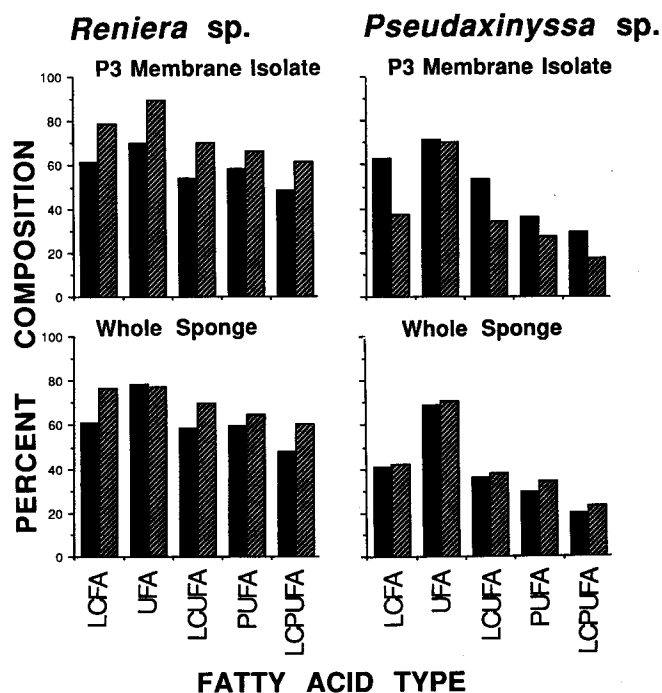 Reniera sp. Pseudaxinyssa sp.
P3 Membrane Isolate P3 Membrane Isolate
100
80
60
40
20
0
Whole Sponge Whole Sponge
100
80
60
40
20
0
PERCENT COMPOSITION
LCFA UFA LCUFA PUFA LCPUFA LCFA UFA LCUFA PUFA LCPUFA
FATTY ACID TYPE